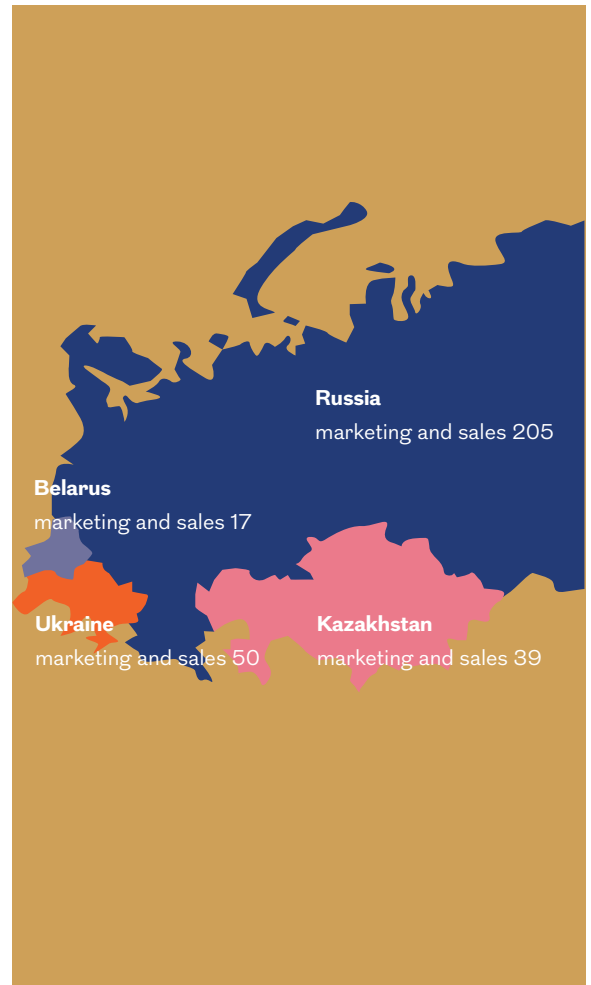 Russia
marketing and sales 205
Belarus
marketing and sales 17
Ukraine
marketing and sales 50
Kazakhstan
marketing and sales 39